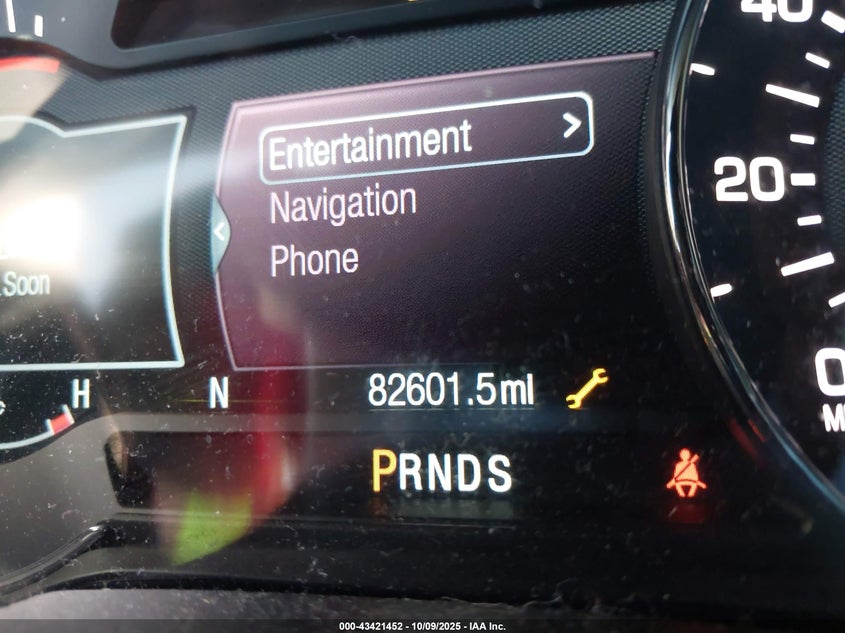 40
Entertainment >
20
Navigation
Soon
Phone
0
H N 82601.5mi
PRNDS
000-43421452 - 10/09/2025 - IAA Inc.